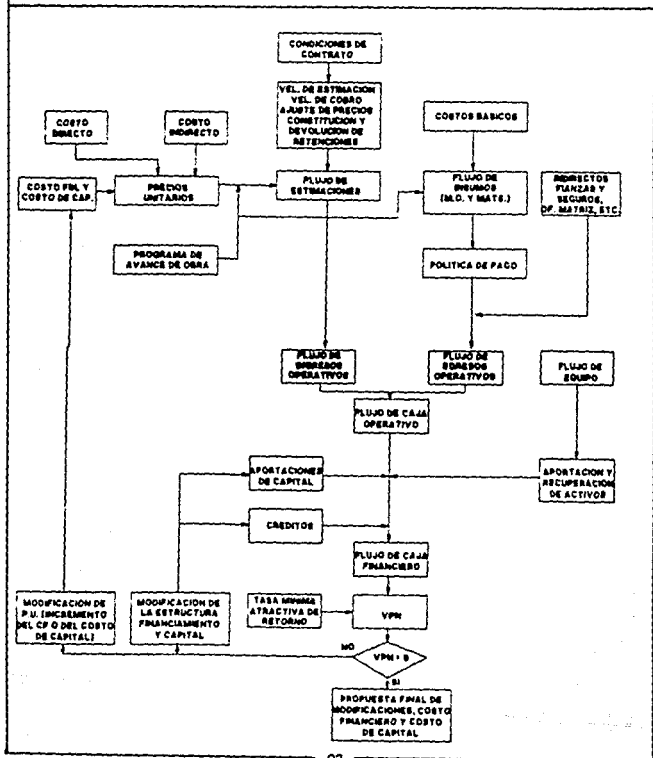 CONDICIONES DE
CONTRATO
VEL. DE ESTIMACION
VEL. DE COBRO
AJUSTE DE PRECIOS
CONSTITUCION Y
DEVOLUCION DE
RETENCIONES
COSTO
DIRECTO
COSTO
INDIRECTO
COSTOS BASICOS
COSTO FIN. Y
COSTO DE CAP.
PRECIOS
UNITARIOS
FLUJO DE
ESTIMACIONES
FLUJO DE
INSUMOS
(M.O. Y MATS.)
INDIRECTOS
FIANZAS Y
SEGUROS,
OF. MATRIZ, ETC.
PROGRAMA DE
AVANCE DE OBRA
POLITICA DE PAGO
FLUJO DE
INGRESOS
OPERATIVOS
FLUJO DE
EGRESOS
OPERATIVOS
FLUJO DE
EQUIPO
FLUJO DE CAJA
OPERATIVO
APORTACIONES
DE CAPITAL
APORTACION Y
RECUPERACION
DE ACTIVOS
CREDITOS
FLUJO DE CAJA
FINANCIERO
MODIFICACION DE
P.U. (INCREMENTO
DEL CF O DEL COSTO
DE CAPITAL)
MODIFICACION DE
LA ESTRUCTURA
FINANCIAMIENTO
Y CAPITAL
TASA MINIMA
ATRACTIVA DE
RETORNO
VPN
NO
VPN = 0
SI
PROPUESTA FINAL DE
MODIFICACIONES, COSTO
FINANCIERO Y COSTO
DE CAPITAL